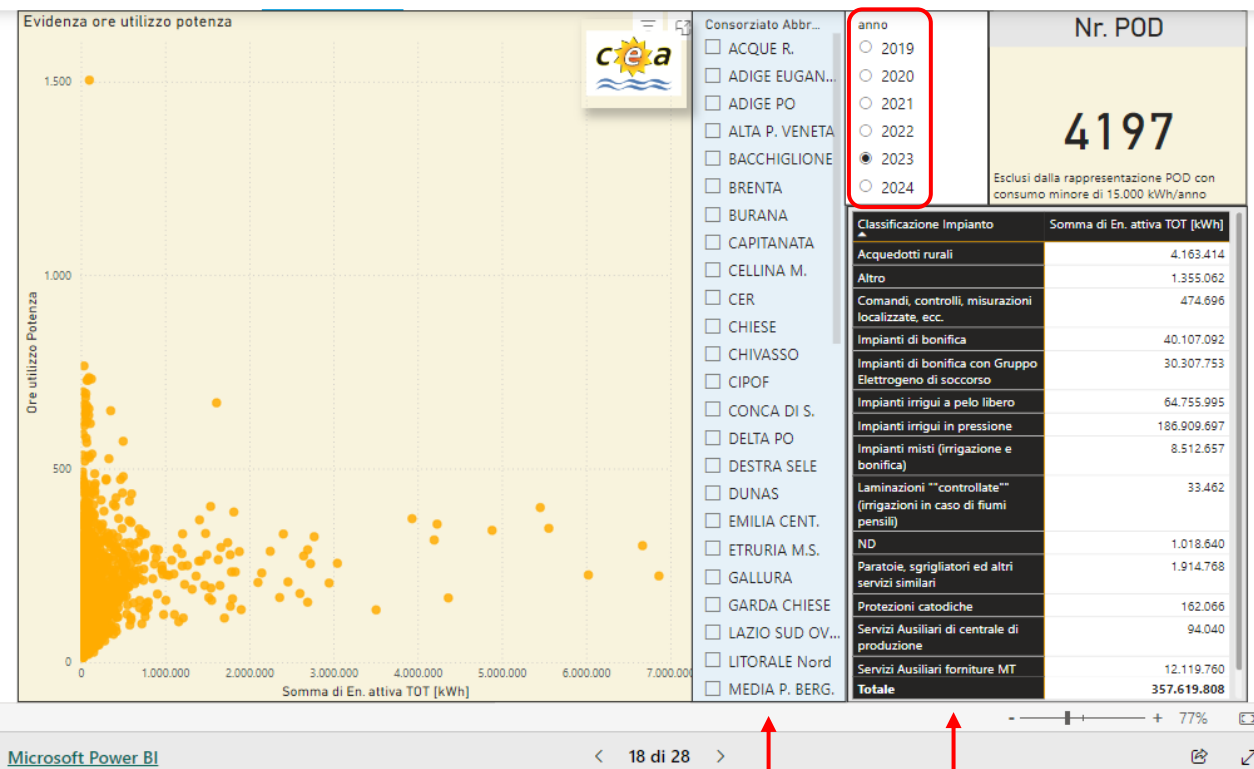 Evidenza ore utilizzo potenza
cea
1.500
1.000
500
0
Ore utilizzo Potenza
0
1.000.000
2.000.000
3.000.000
4.000.000
5.000.000
6.000.000
7.000.000
Somma di En. attiva TOT [kWh]
Consorziato Abbr...
ACQUE R.
ADIGE EUGAN...
ADIGE PO
ALTA P. VENETA
BACCHIGLIONE
BRENTA
BURANA
CAPITANATA
CELLINA M.
CER
CHIESE
CHIVASSO
CIPOF
CONCA DI S.
DELTA PO
DESTRA SELE
DUNAS
EMILIA CENT.
ETRURIA M.S.
GALLURA
GARDA CHIESE
LAZIO SUD OV...
LITORALE Nord
MEDIA P. BERG.
anno
2019
2020
2021
2022
2023
2024
Nr. POD
4197
Esclusi dalla rappresentazione POD con
consumo minore di 15.000 kWh/anno
Classificazione Impianto Somma di En. attiva TOT [kWh]
Acquedotti rurali 4.163.414
Altro 1.355.062
Comandi, controlli, misurazioni 474.696
localizzate, ecc.
Impianti di bonifica 40.107.092
Impianti di bonifica con Gruppo 30.307.753
Elettrogeno di soccorso
Impianti irrigui a pelo libero 64.755.995
Impianti irrigui in pressione 186.909.697
Impianti misti (irrigazione e 8.512.657
bonifica)
Laminazioni ""controllate"" 33.462
(irrigazioni in caso di fiumi
pensili)
ND 1.018.640
Paratoie, sgrigliatori ed altri 1.914.768
servizi similari
Protezioni catodiche 162.066
Servizi Ausiliari di centrale di 94.040
produzione
Servizi Ausiliari forniture MT 12.119.760
Totale 357.619.808
- + 77%
Microsoft Power BI
< 18 di 28 >